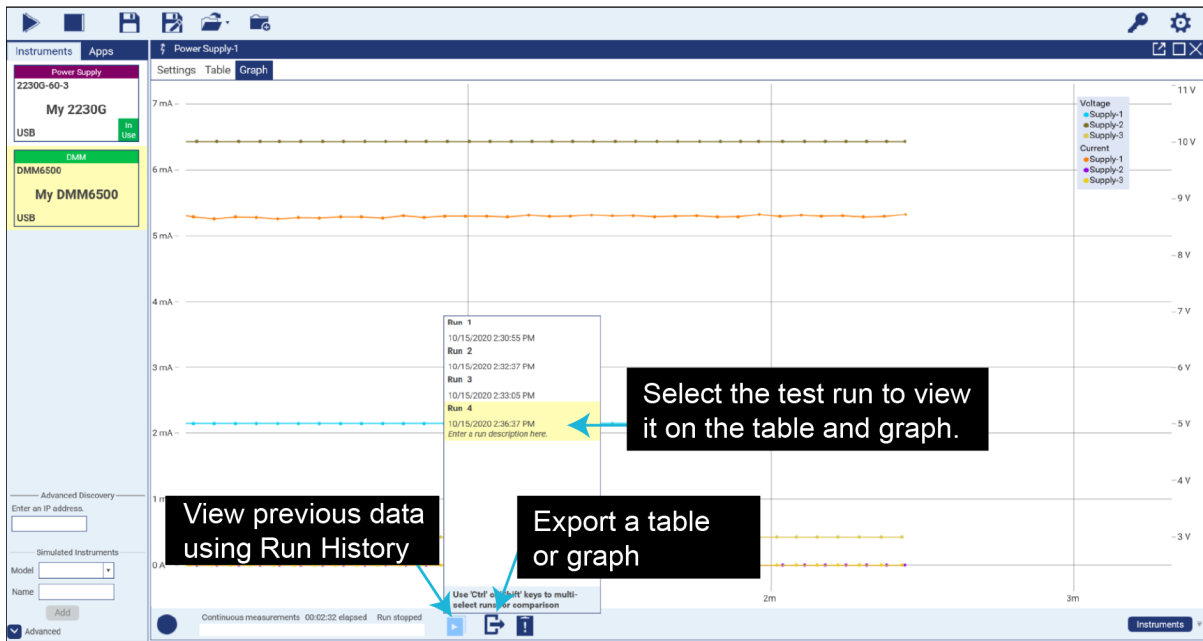 Instruments Apps
Power Supply-1
Settings Table Graph
Power Supply
2230G-60-3
My 2230G
USB
In
Use
DMM
DMM6500
My DMM6500
USB
Advanced Discovery
Enter an IP address.
Simulated Instruments
Model
Name
Add
Advanced
7 mA
6 mA
5 mA
4 mA
3 mA
2 mA
1 m
0 A
11 V
10 V
9 V
8 V
7 V
6 V
5 V
4 V
3 V
Voltage
Supply-1
Supply-2
Supply-3
Current
Supply-1
Supply-2
Supply-3
Run 1
10/15/2020 2:30:55 PM
Run 2
10/15/2020 2:32:37 PM
Run 3
10/15/2020 2:33:05 PM
Run 4
10/15/2020 2:36:37 PM
Enter a run description here.
Select the test run to view
it on the table and graph.
View previous data
using Run History
Export a table
or graph
Use 'Ctrl' or 'Shift' keys to multi-
select runs for comparison
2m
3m
Continuous measurements 00:02:32 elapsed Run stopped
Instruments